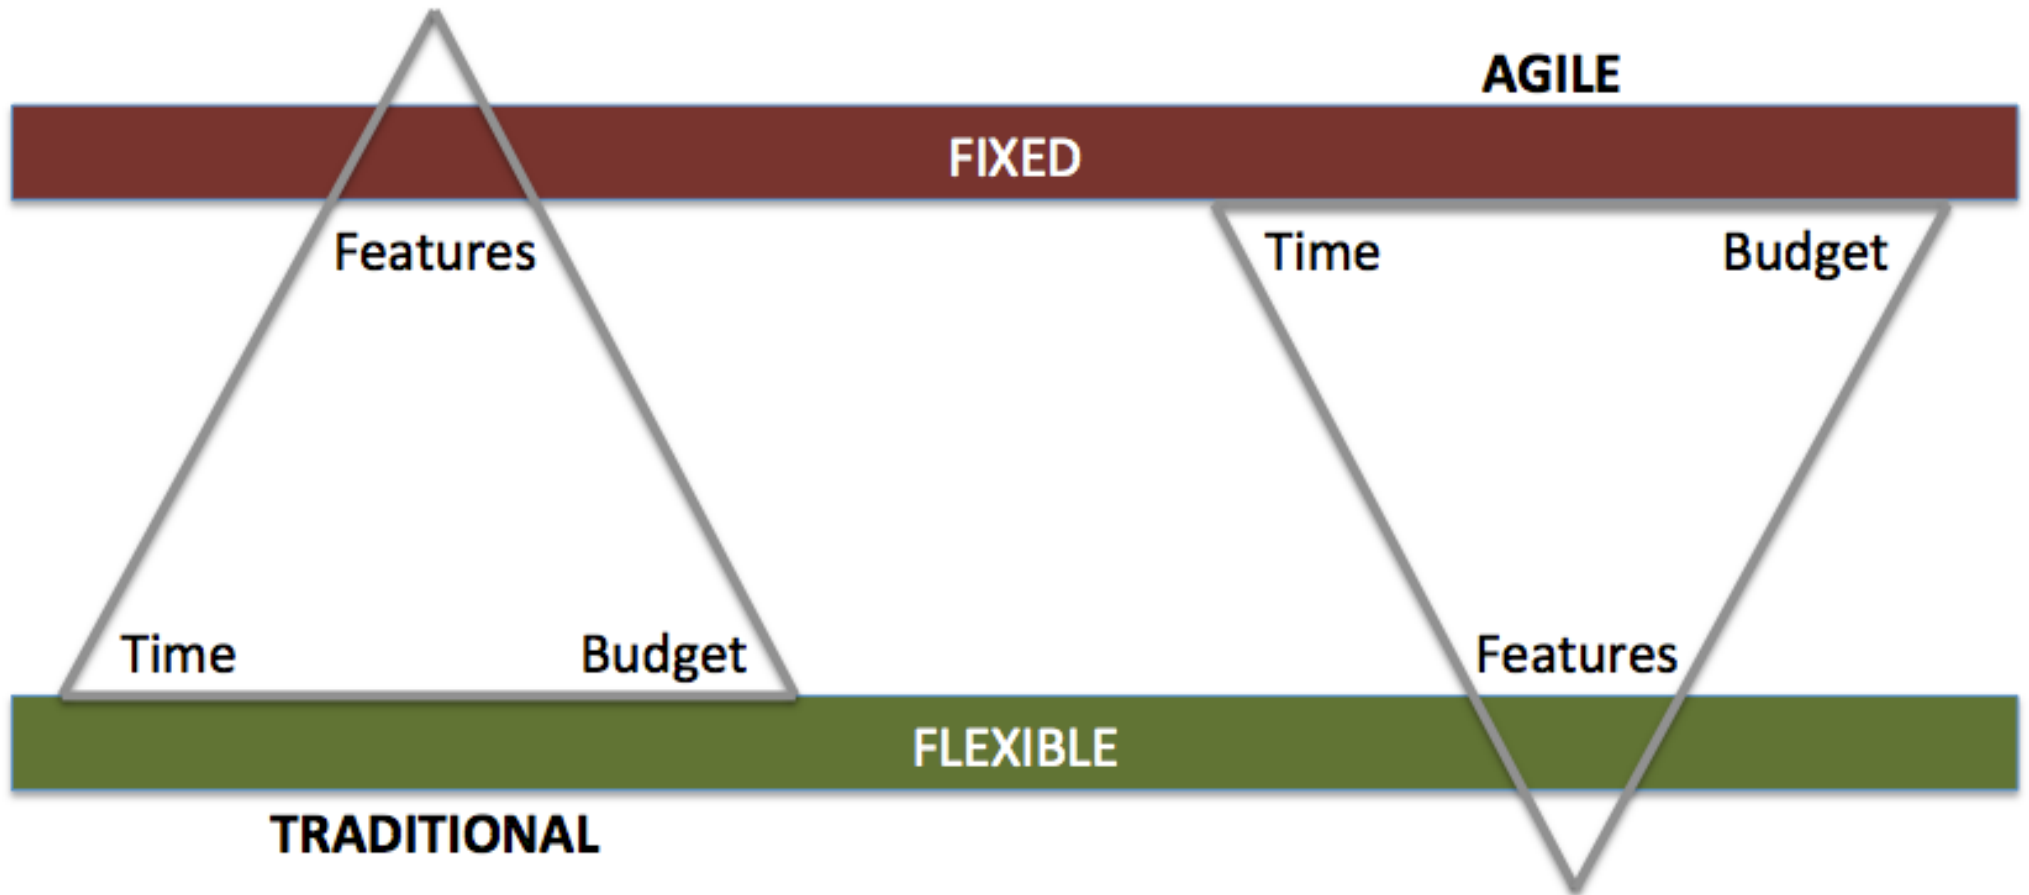 AGILE
FIXED
Features
Time Budget
Time Budget
Features
FLEXIBLE
TRADITIONAL